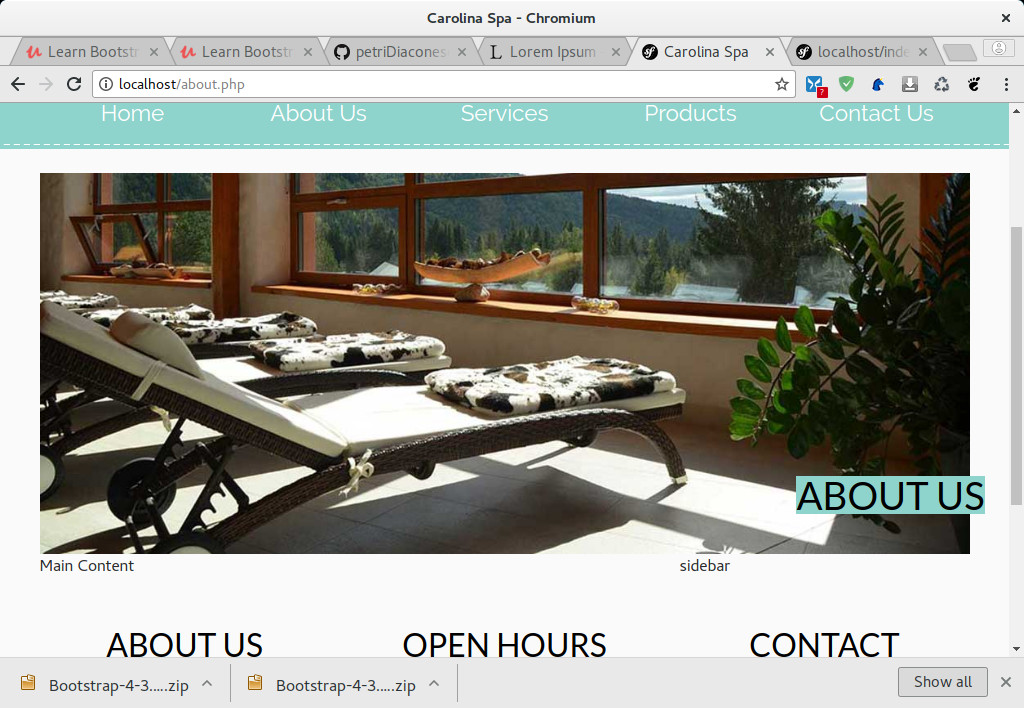 Carolina Spa - Chromium
Learn Bootstr
Learn Bootstr
petriDiacones
Lorem Ipsum
Carolina Spa
localhost/inde
localhost/about.php
?
Home
About Us
Services
Products
Contact Us
ABOUT US
Main Content
sidebar
ABOUT US
OPEN HOURS
CONTACT
Bootstrap-4-3.....zip
Bootstrap-4-3.....zip
Show all